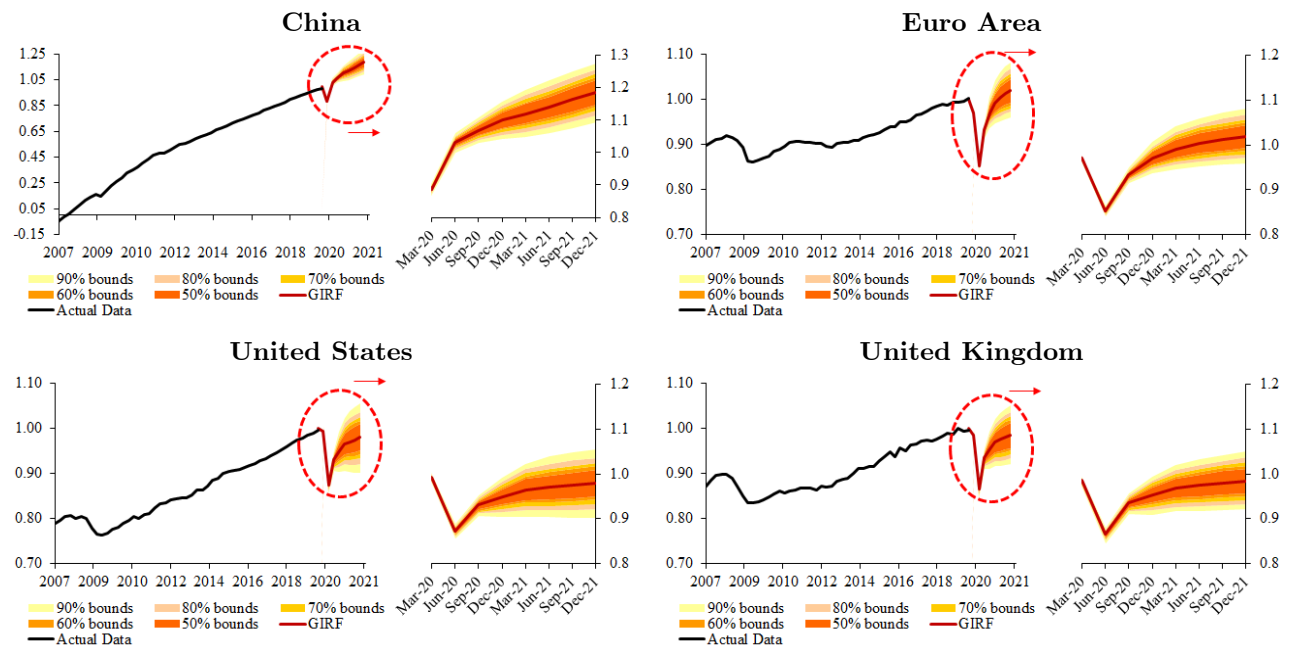 China
1.25
1.05
0.85
0.65
0.45
0.25
0.05
-0.15
2007 2009 2010 2011 2012 2014 2015 2016 2018 2019 2020 2021
1.3
1.2
1.1
1.0
0.9
0.8
Mar-20 Jun-20 Sep-20 Dec-20 Mar-21 Jun-21 Sep-21 Dec-21
90% bounds 80% bounds 70% bounds
60% bounds 50% bounds GIRF
Actual Data
Euro Area
1.10
1.00
0.90
0.80
0.70
2007 2009 2010 2011 2012 2014 2015 2016 2018 2019 2020 2021
1.2
1.1
1.0
0.9
0.8
Mar-20 Jun-20 Sep-20 Dec-20 Mar-21 Jun-21 Sep-21 Dec-21
90% bounds 80% bounds 70% bounds
60% bounds 50% bounds GIRF
Actual Data
United States
1.10
1.00
0.90
0.80
0.70
2007 2009 2010 2012 2014 2015 2017 2018 2020 2021
1.2
1.1
1.0
0.9
0.8
Mar-20 Jun-20 Sep-20 Dec-20 Mar-21 Jun-21 Sep-21 Dec-21
90% bounds 80% bounds 70% bounds
60% bounds 50% bounds GIRF
Actual Data
United Kingdom
1.10
1.00
0.90
0.80
0.70
2007 2009 2010 2011 2012 2014 2015 2016 2018 2019 2020 2021
1.2
1.1
1.0
0.9
0.8
Mar-20 Jun-20 Sep-20 Dec-20 Mar-21 Jun-21 Sep-21 Dec-21
90% bounds 80% bounds 70% bounds
60% bounds 50% bounds GIRF
Actual Data